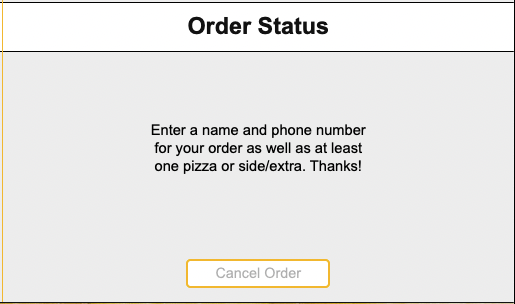 Order Status
Enter a name and phone number
for your order as well as at least
one pizza or side/extra. Thanks!
Cancel Order